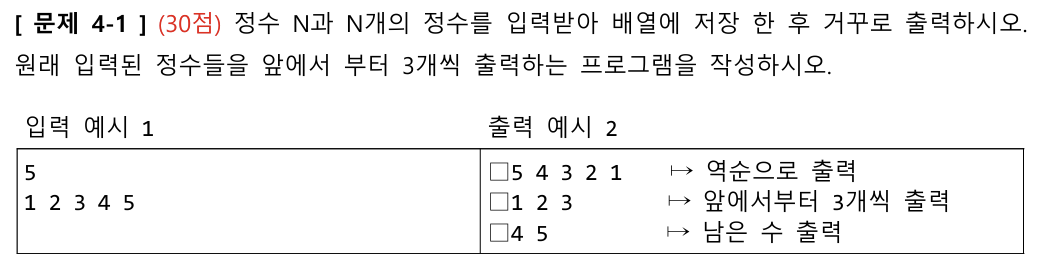 [ 문제 4-1 ] (30점) 정수 N과 N개의 정수를 입력받아 배열에 저장 한 후 거꾸로 출력하시오.
원래 입력된 정수들을 앞에서 부터 3개씩 출력하는 프로그램을 작성하시오.
입력 예시 1
출력 예시 2
5
1 2 3 4 5
□5 4 3 2 1 ↦ 역순으로 출력
□1 2 3 ↦ 앞에서부터 3개씩 출력
□4 5 ↦ 남은 수 출력